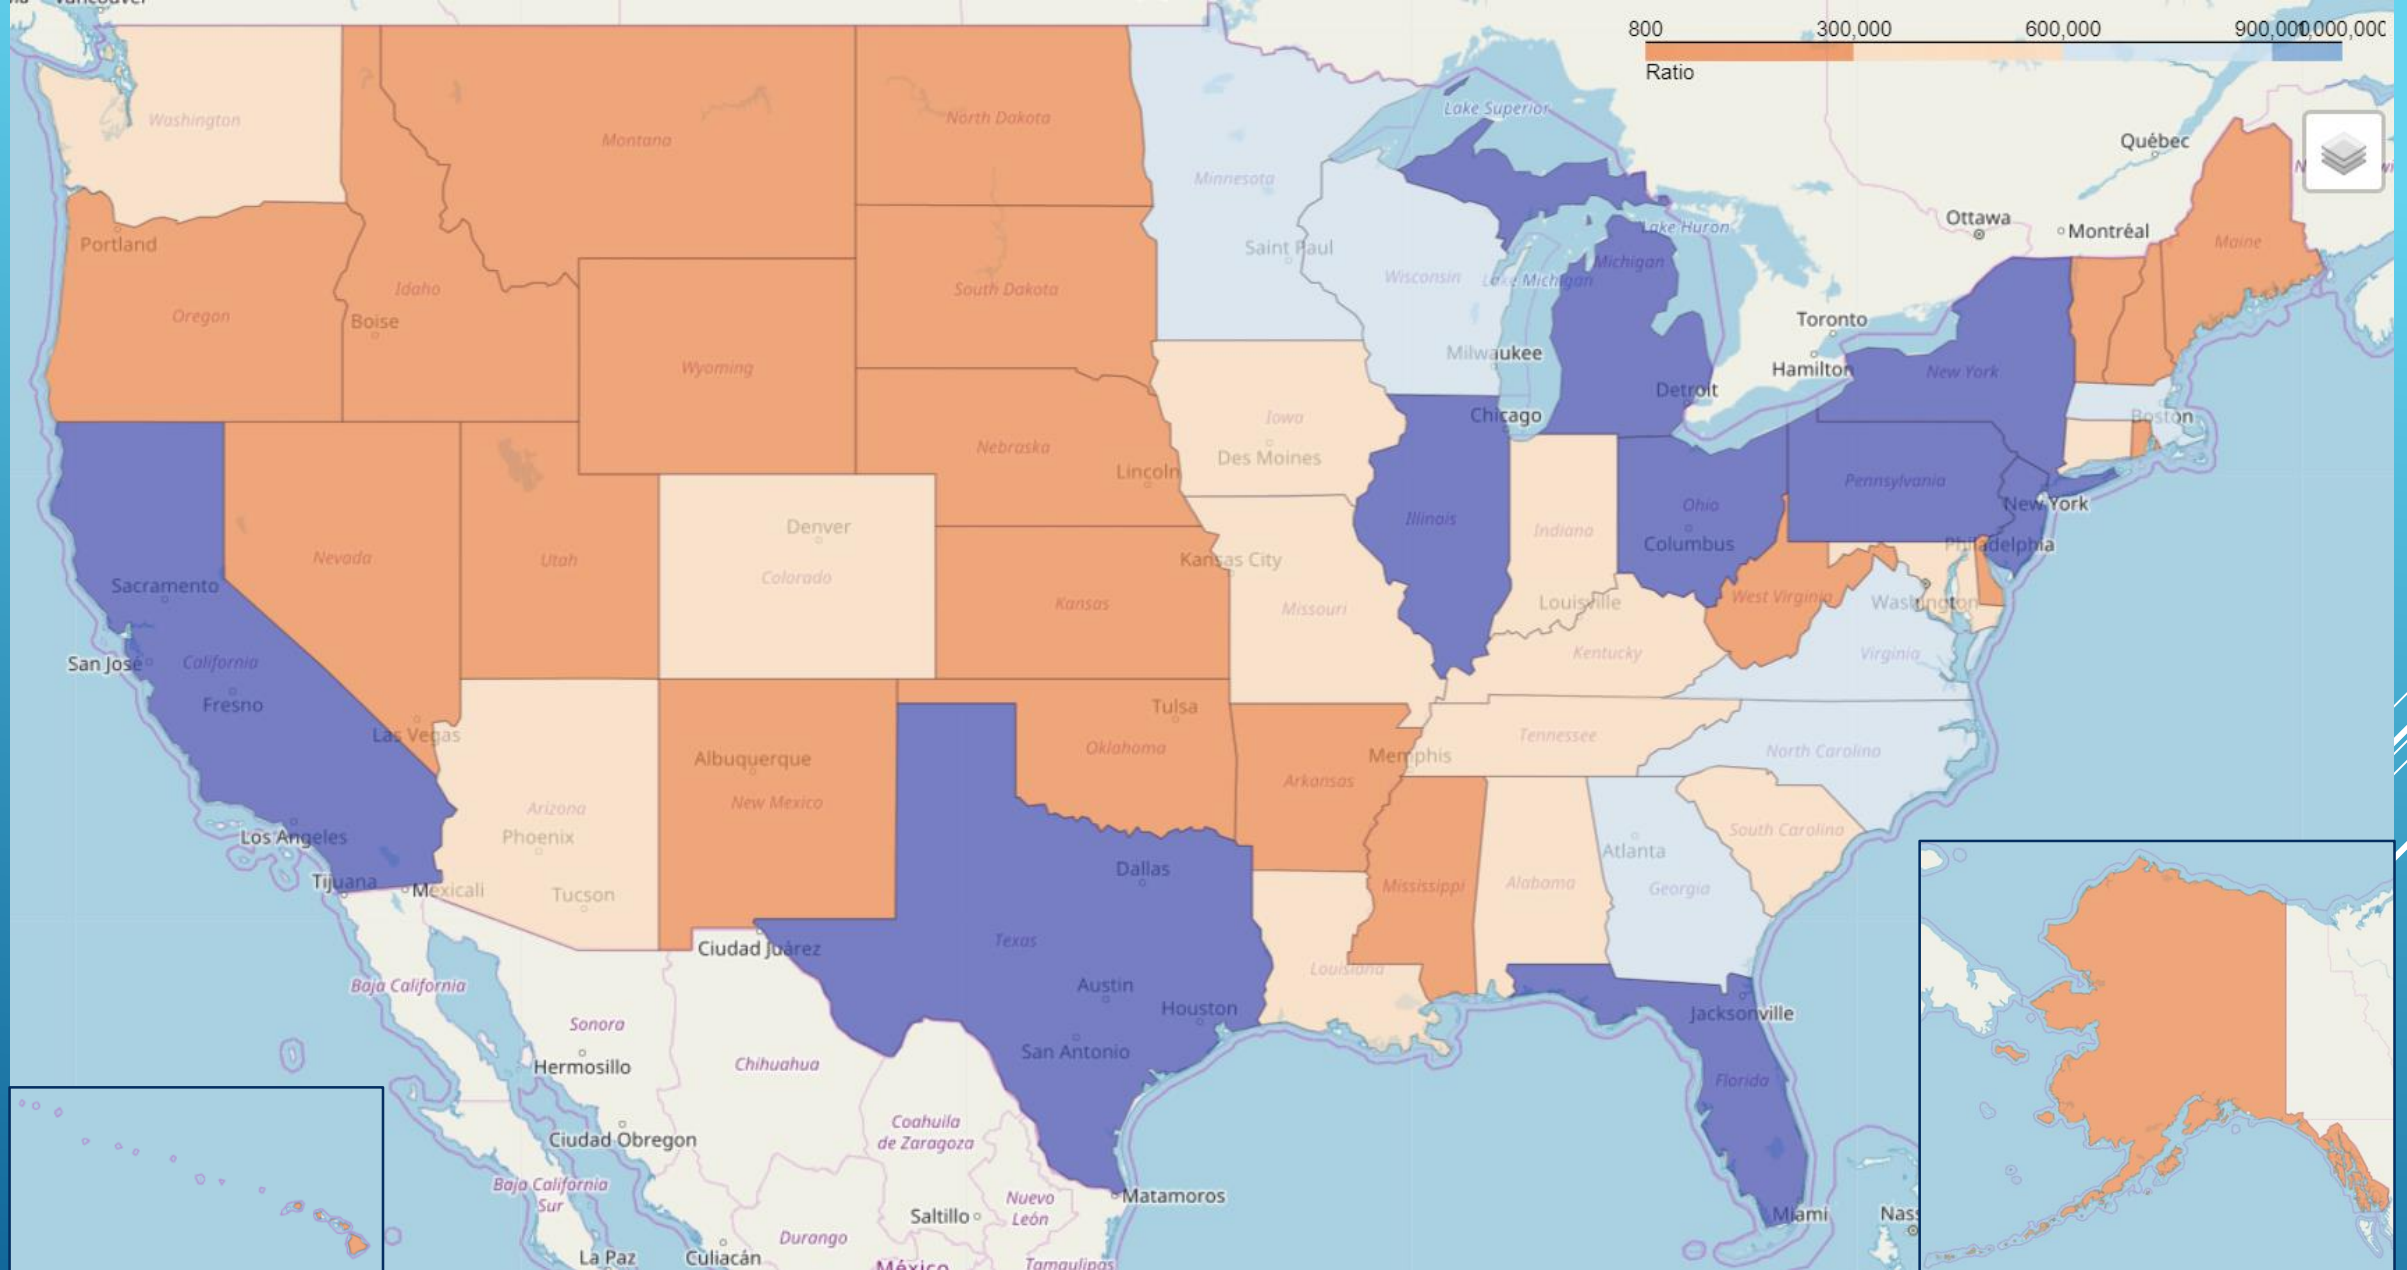 800
300,000
600,000
Ratio
Lake Superior
Washington
Montana
North Dakota
Minnesota
Québec
Ottawa
Montréal
Lake Huron
Maine
Portland
Saint Paul
Wisconsin
Lake Michigan
Michigan
Oregon
Idaho
Boise
South Dakota
Toronto
Wyoming
Milwaukee
Hamilton
New York
Detroit
Iowa
Chicago
Boston
Nebraska
Des Moines
Lincoln
Pennsylvania
Denver
Illinois
Indiana
Ohio
New York
Nevada
Utah
Colorado
Kansas City
Columbus
Philadelphia
Sacramento
Kansas
Missouri
Louisville
West Virginia
Washington
San José
California
Kentucky
Virginia
Fresno
Tulsa
Las Vegas
Albuquerque
Oklahoma
Memphis
Tennessee
North Carolina
New Mexico
Arkansas
Arizona
Phoenix
South Carolina
Los Angeles
Atlanta
Tijuana
Mexicali
Tucson
Dallas
Mississippi
Alabama
Georgia
Ciudad Juárez
Texas
Louisiana
Baja California
Austin
Houston
Jacksonville
Sonora
San Antonio
Hermosillo
Chihuahua
Florida
Coahuila
de Zaragoza
Ciudad Obregon
Baja California
Sur
Nuevo
León
Matamoros
Saltillo
Miami
Nass
Durango
La Paz
Culiacán
México
Tamaulipas